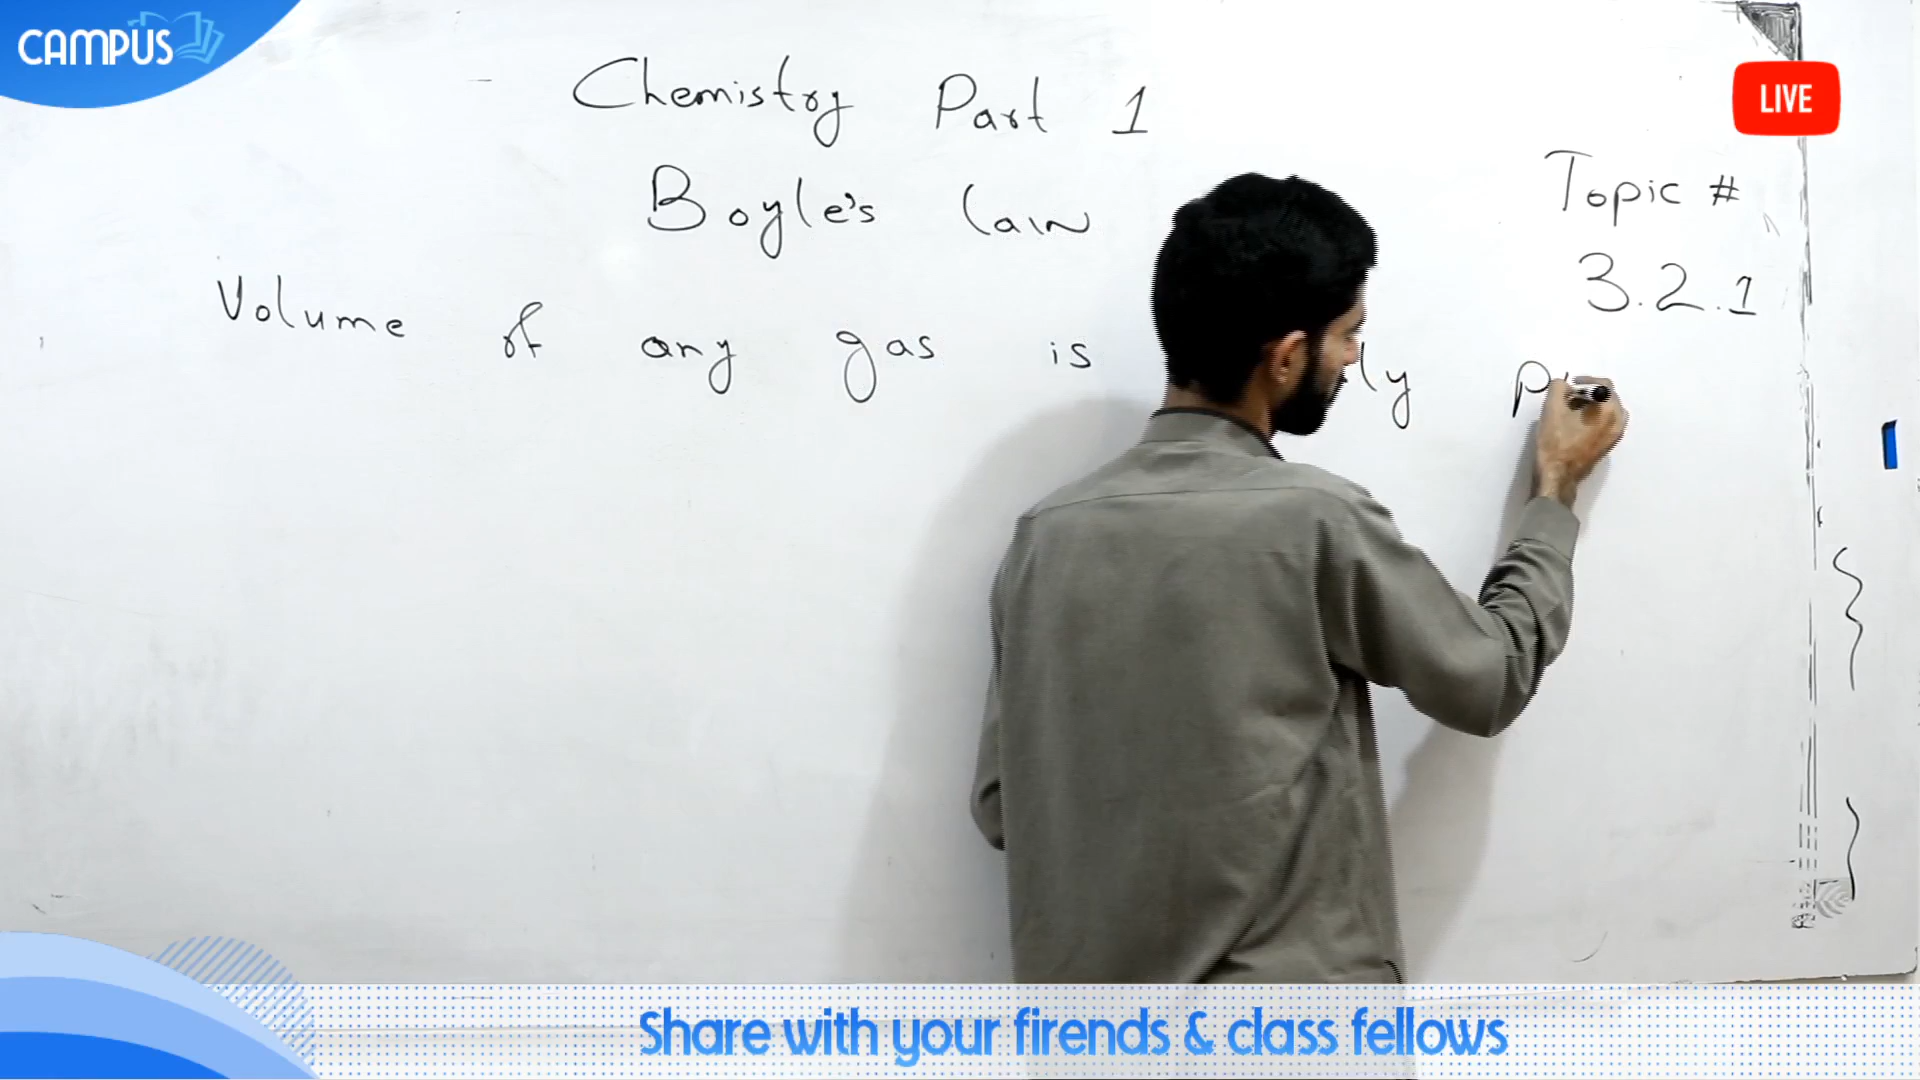 CAMPUS
LIVE
Chemistry Part 1
Boyle's law
Topic #
3.2.1
Volume of any gas is
Share with your firends & class fellows